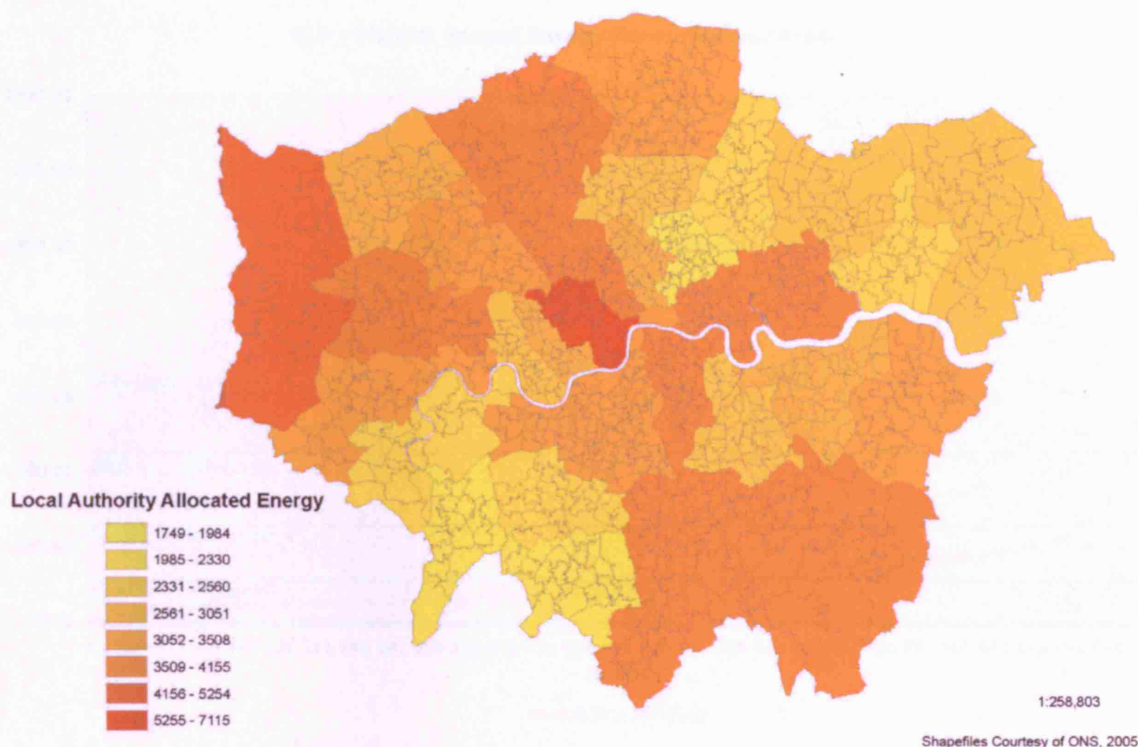 Local Authority Allocated Energy
1749 - 1984
1985 - 2330
2331 - 2560
2561 - 3051
3052 - 3508
3509 - 4155
4156 - 5254
5255 - 7115
1:258,803
Shapefiles Courtesy of ONS, 2005